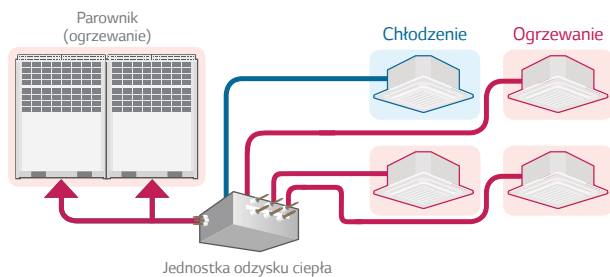 Parownik
(ogrzewanie)
Chłodzenie
Ogrzewanie
Jednostka odzysku ciepła